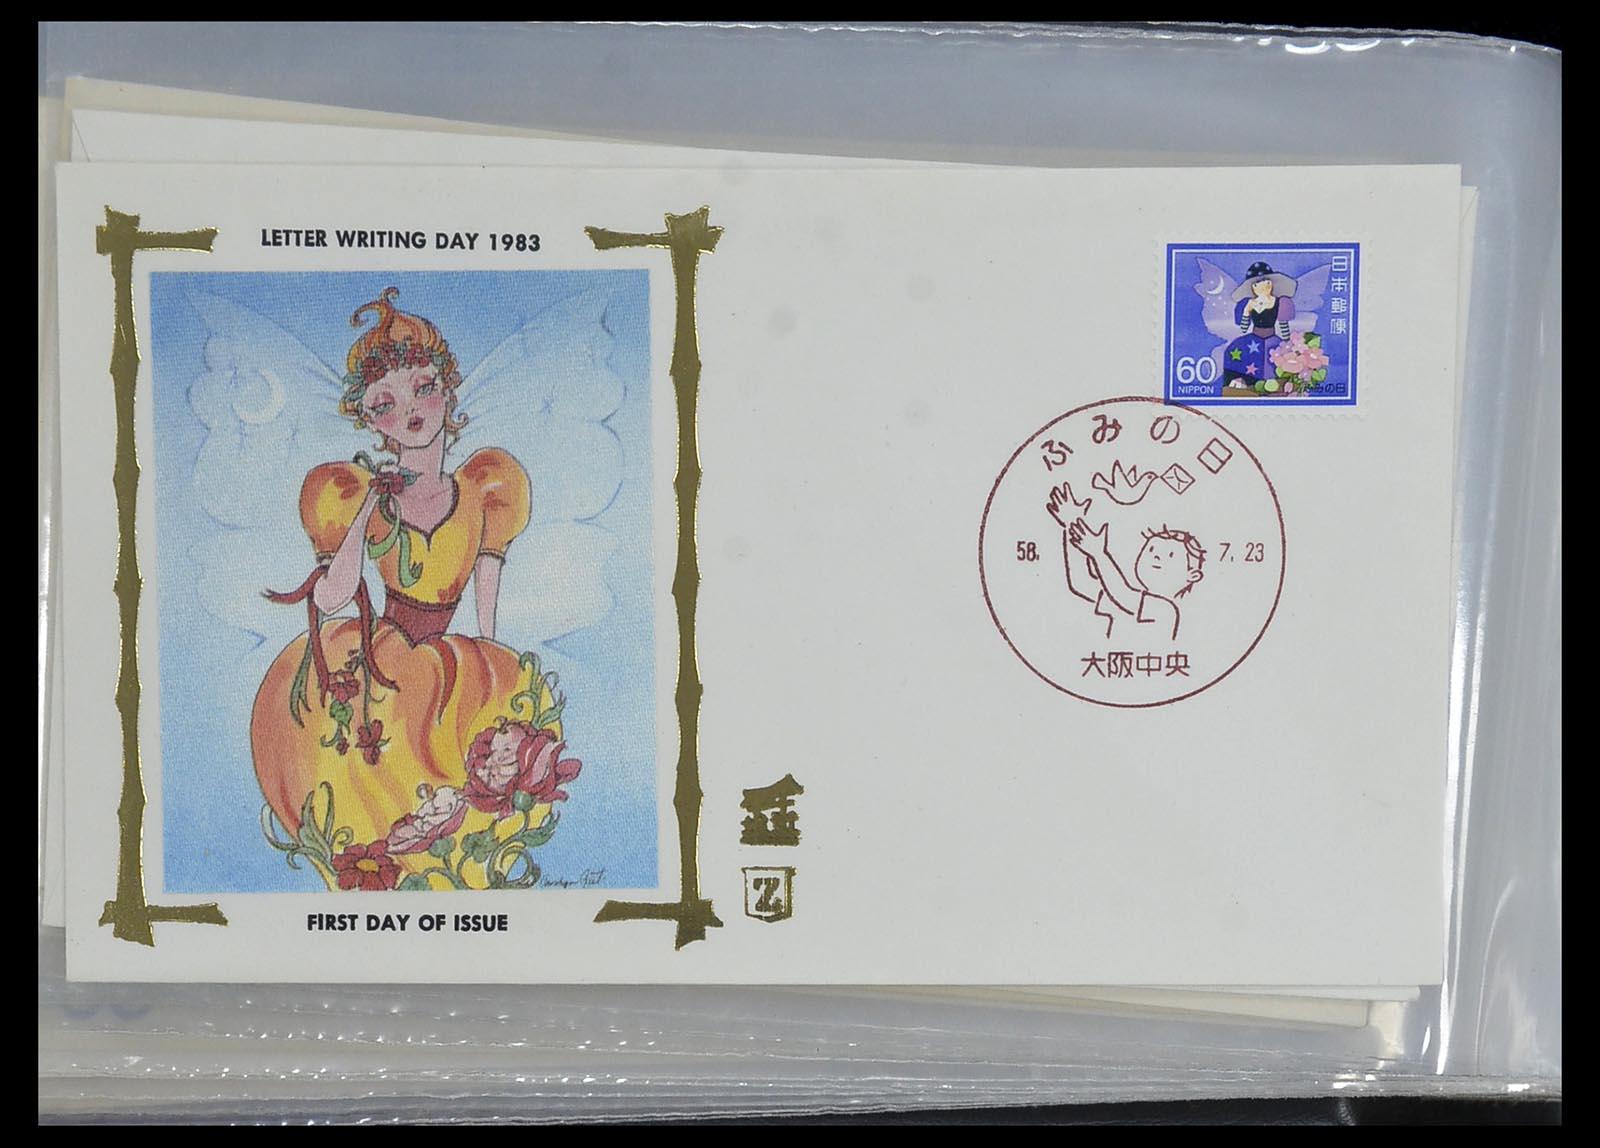 LETTER WRITING DAY 1983
日本郵便
60
NIPPON
ふみの日
ふみの日
58. 7. 23
大阪中央
FIRST DAY OF ISSUE
Z